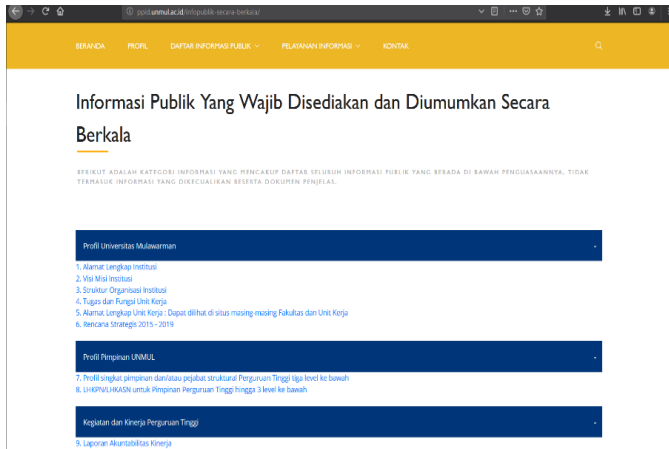 ppid.unmul.ac.id/infopublik-secara-berkala/
BERANDA PROFIL DAFTAR INFORMASI PUBLIK PELAYANAN INFORMASI KONTAK
Informasi Publik Yang Wajib Disediakan dan Diumumkan Secara
Berkala
BERIKUT ADALAH KATEGORI INFORMASI YANG MENCAKUP DAFTAR SELURUH INFORMASI PUBLIK YANG BERADA DI BAWAH PENGUASAANNYA, TIDAK
TERMASUK INFORMASI YANG DIKECUALIKAN BESERTA DOKUMEN PENJELAS.
Profil Universitas Mulawarman -
1. Alamat Lengkap Institusi
2. Visi Misi Institusi
3. Struktur Organisasi Institusi
4. Tugas dan Fungsi Unit Kerja
5. Alamat Lengkap Unit Kerja : Dapat dilihat di situs masing-masing Fakultas dan Unit Kerja
6. Rencana Strategis 2015 - 2019
Profil Pimpinan UNMUL -
7. Profil singkat pimpinan dan/atau pejabat struktural Perguruan Tinggi tiga level ke bawah
8. LHKPN/LHKASN untuk Pimpinan Perguruan Tinggi hingga 3 level ke bawah
Kegiatan dan Kinerja Perguruan Tinggi -
9. Laporan Akuntabilitas Kinerja